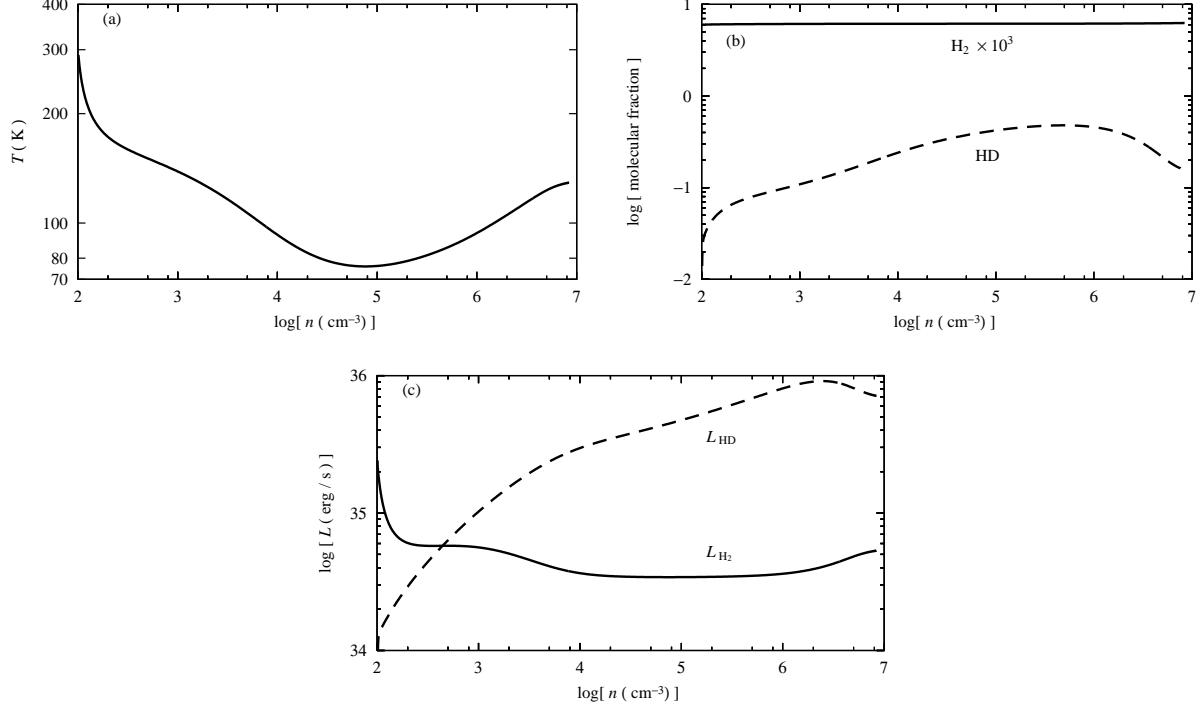 (a)
400
300
200
100
80
70
T ( K )
2 3 4 5 6 7
log[ n ( cm⁻³) ]
(b)
1
0
−1
−2
log [ molecular fraction ]
H₂ × 10³
HD
2 3 4 5 6 7
log[ n ( cm⁻³) ]
(c)
36
35
34
log [ L ( erg / s) ]
L HD
L H₂
2 3 4 5 6 7
log[ n ( cm⁻³) ]